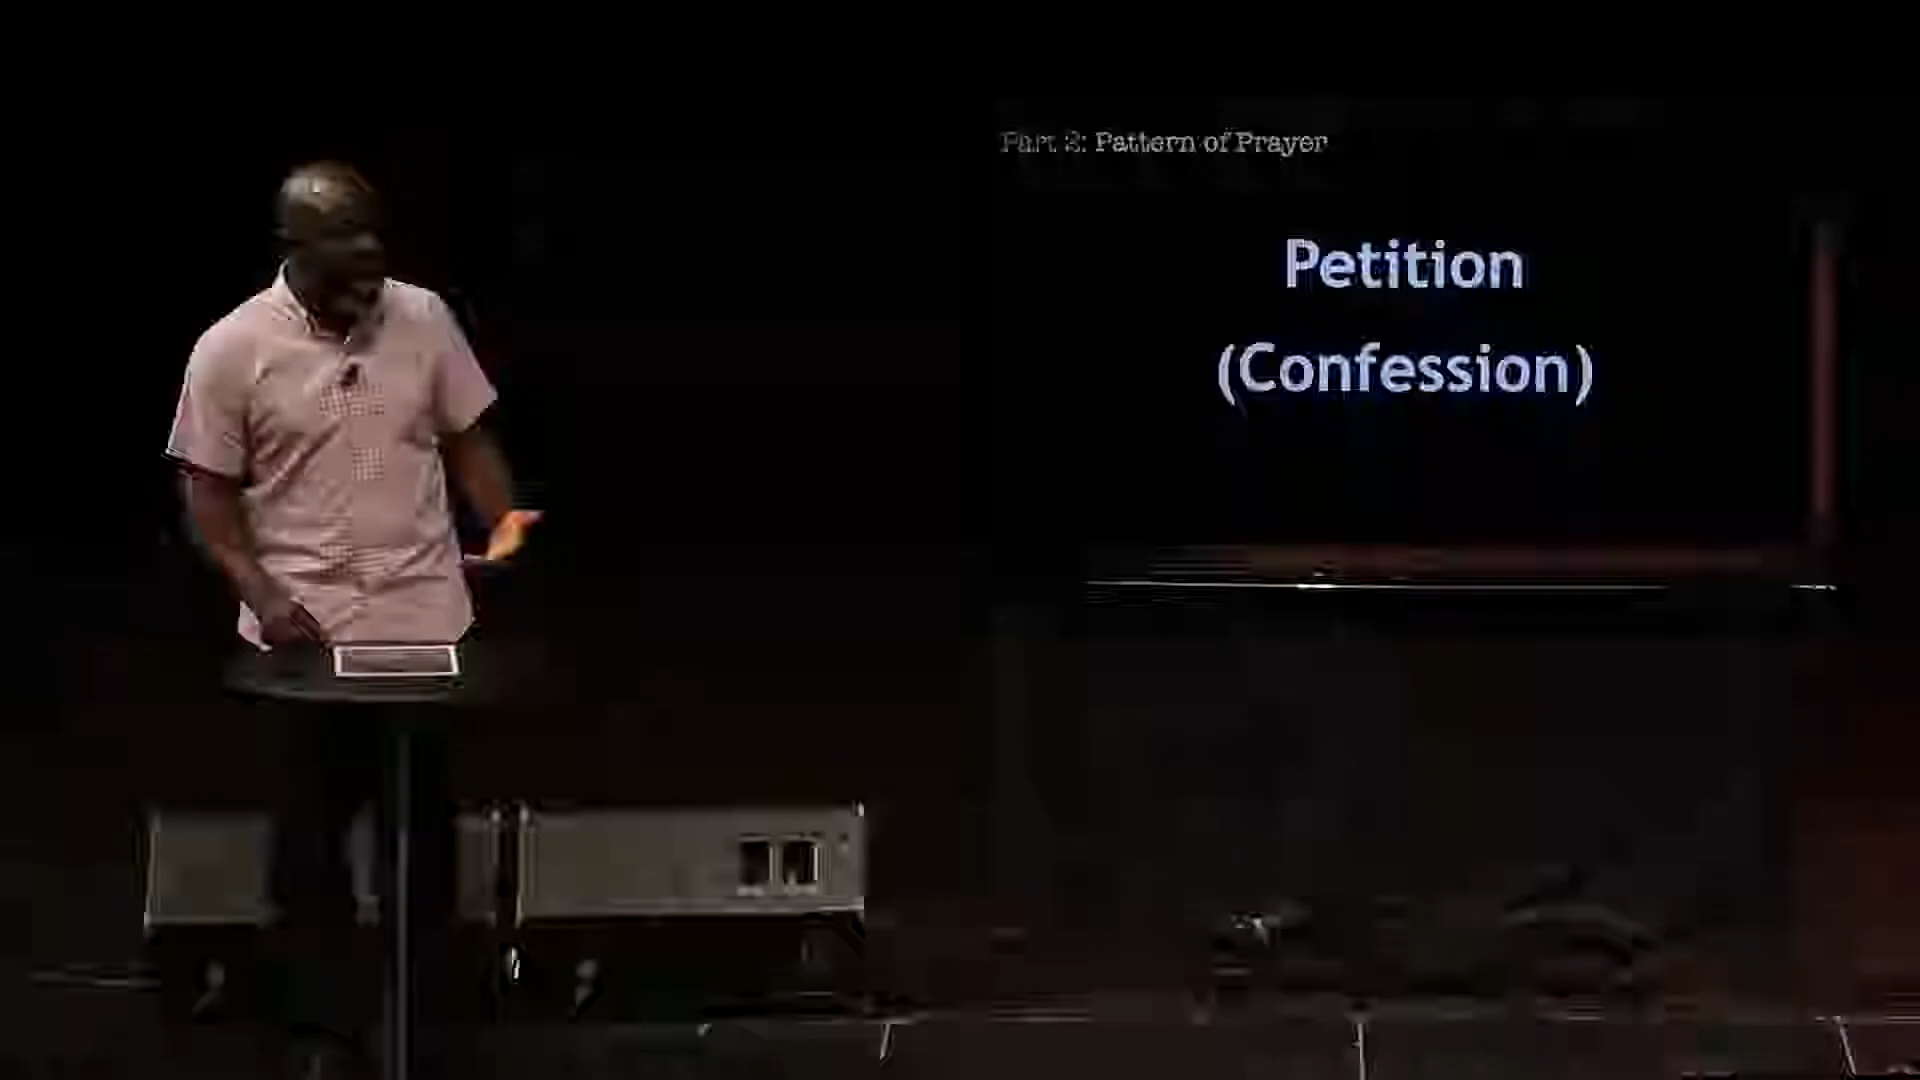 Part 2: Pattern of Prayer
Petition
(Confession)